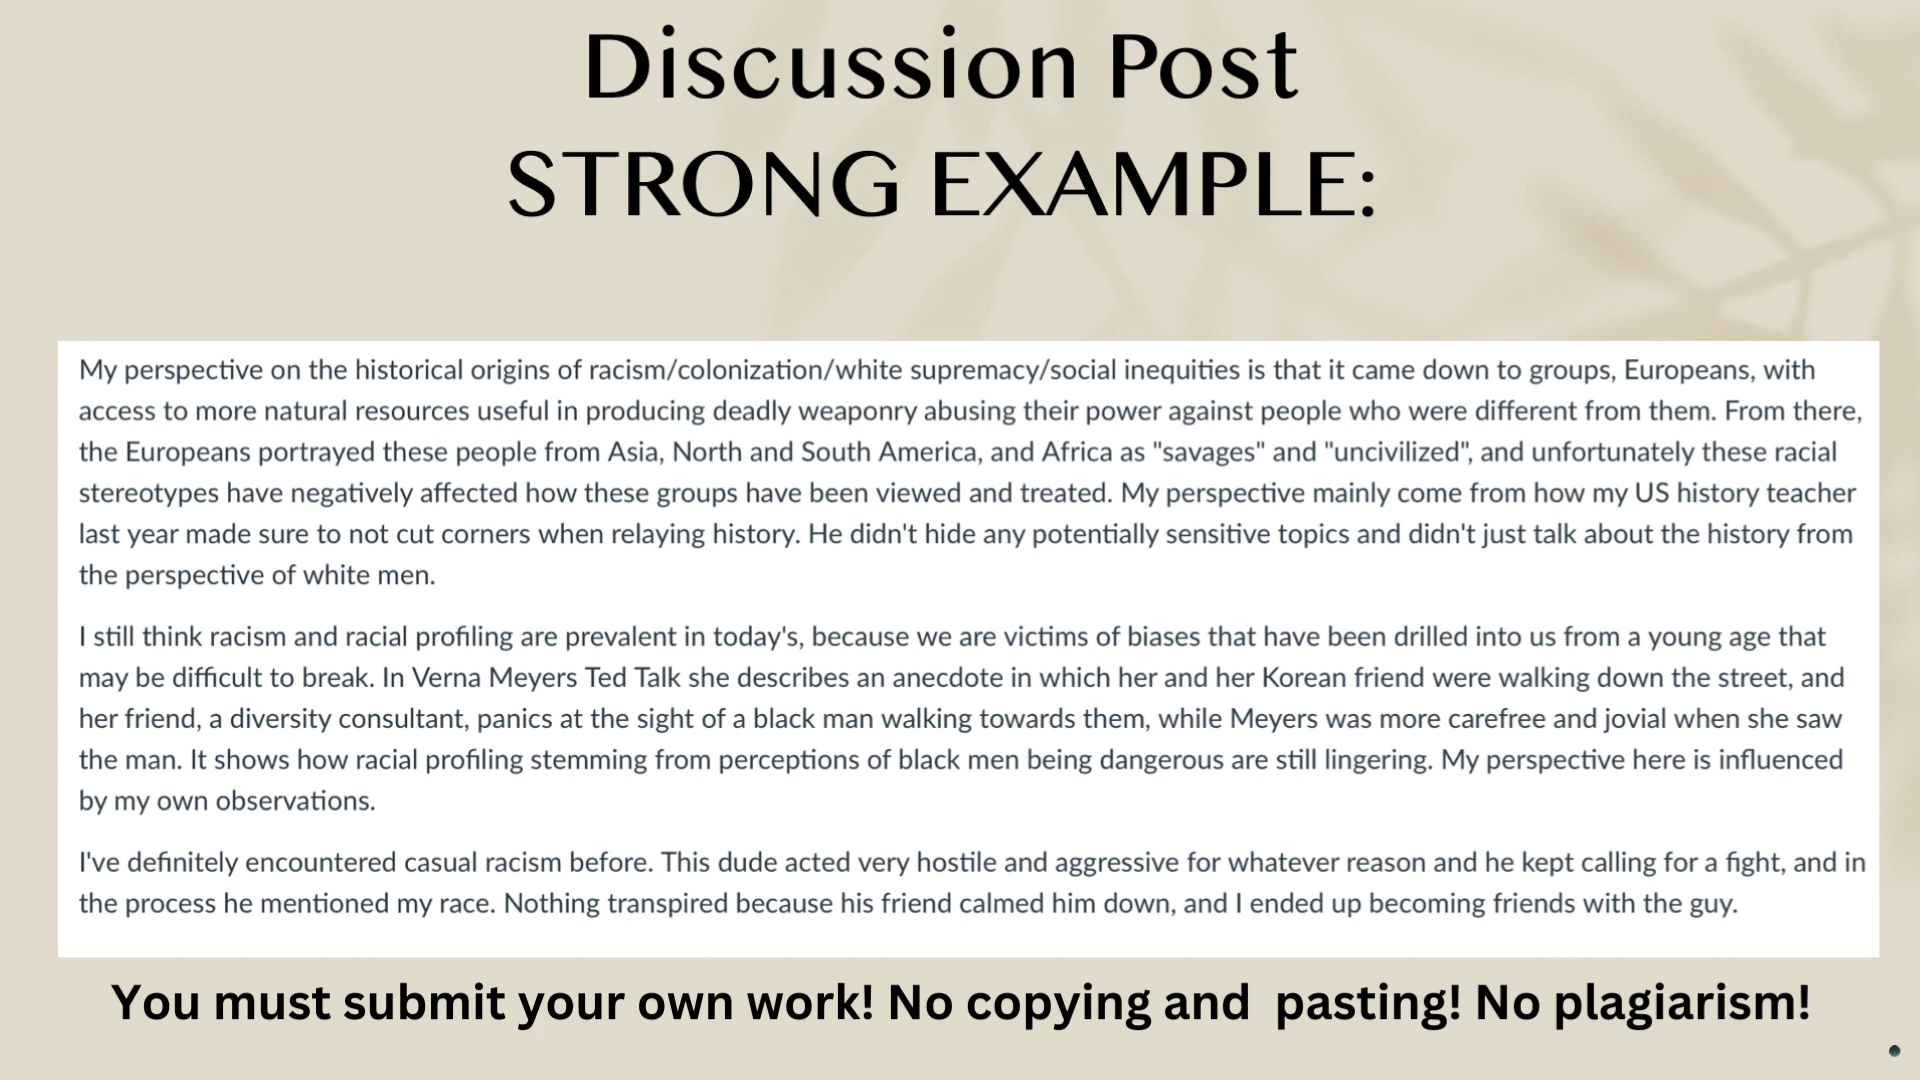 Discussion Post
STRONG EXAMPLE:
My perspective on the historical origins of racism/colonization/white supremacy/social inequities is that it came down to groups, Europeans, with
access to more natural resources useful in producing deadly weaponry abusing their power against people who were different from them. From there,
the Europeans portrayed these people from Asia, North and South America, and Africa as "savages" and "uncivilized", and unfortunately these racial
stereotypes have negatively affected how these groups have been viewed and treated. My perspective mainly come from how my US history teacher
last year made sure to not cut corners when relaying history. He didn't hide any potentially sensitive topics and didn't just talk about the history from
the perspective of white men.
I still think racism and racial profiling are prevalent in today's, because we are victims of biases that have been drilled into us from a young age that
may be difficult to break. In Verna Meyers Ted Talk she describes an anecdote in which her and her Korean friend were walking down the street, and
her friend, a diversity consultant, panics at the sight of a black man walking towards them, while Meyers was more carefree and jovial when she saw
the man. It shows how racial profiling stemming from perceptions of black men being dangerous are still lingering. My perspective here is influenced
by my own observations.
I've definitely encountered casual racism before. This dude acted very hostile and aggressive for whatever reason and he kept calling for a fight, and in
the process he mentioned my race. Nothing transpired because his friend calmed him down, and I ended up becoming friends with the guy.
You must submit your own work! No copying and  pasting! No plagiarism!